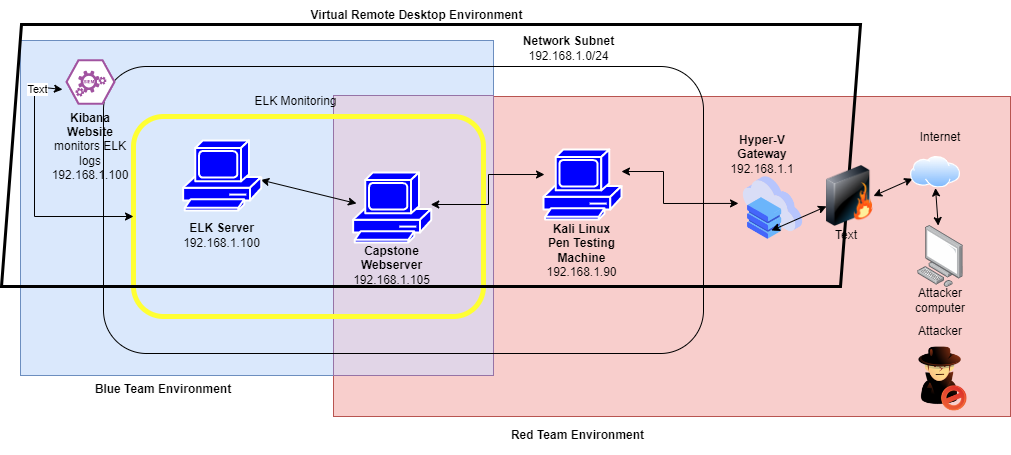 Virtual Remote Desktop Environment
Network Subnet
192.168.1.0/24
Text
ELK Monitoring
Kibana
Website
monitors ELK
logs
192.168.1.100
ELK Server
192.168.1.100
Capstone
Webserver
192.168.1.105
Kali Linux
Pen Testing
Machine
192.168.1.90
Hyper-V
Gateway
192.168.1.1
Text
Internet
Attacker
computer
Attacker
Blue Team Environment
Red Team Environment